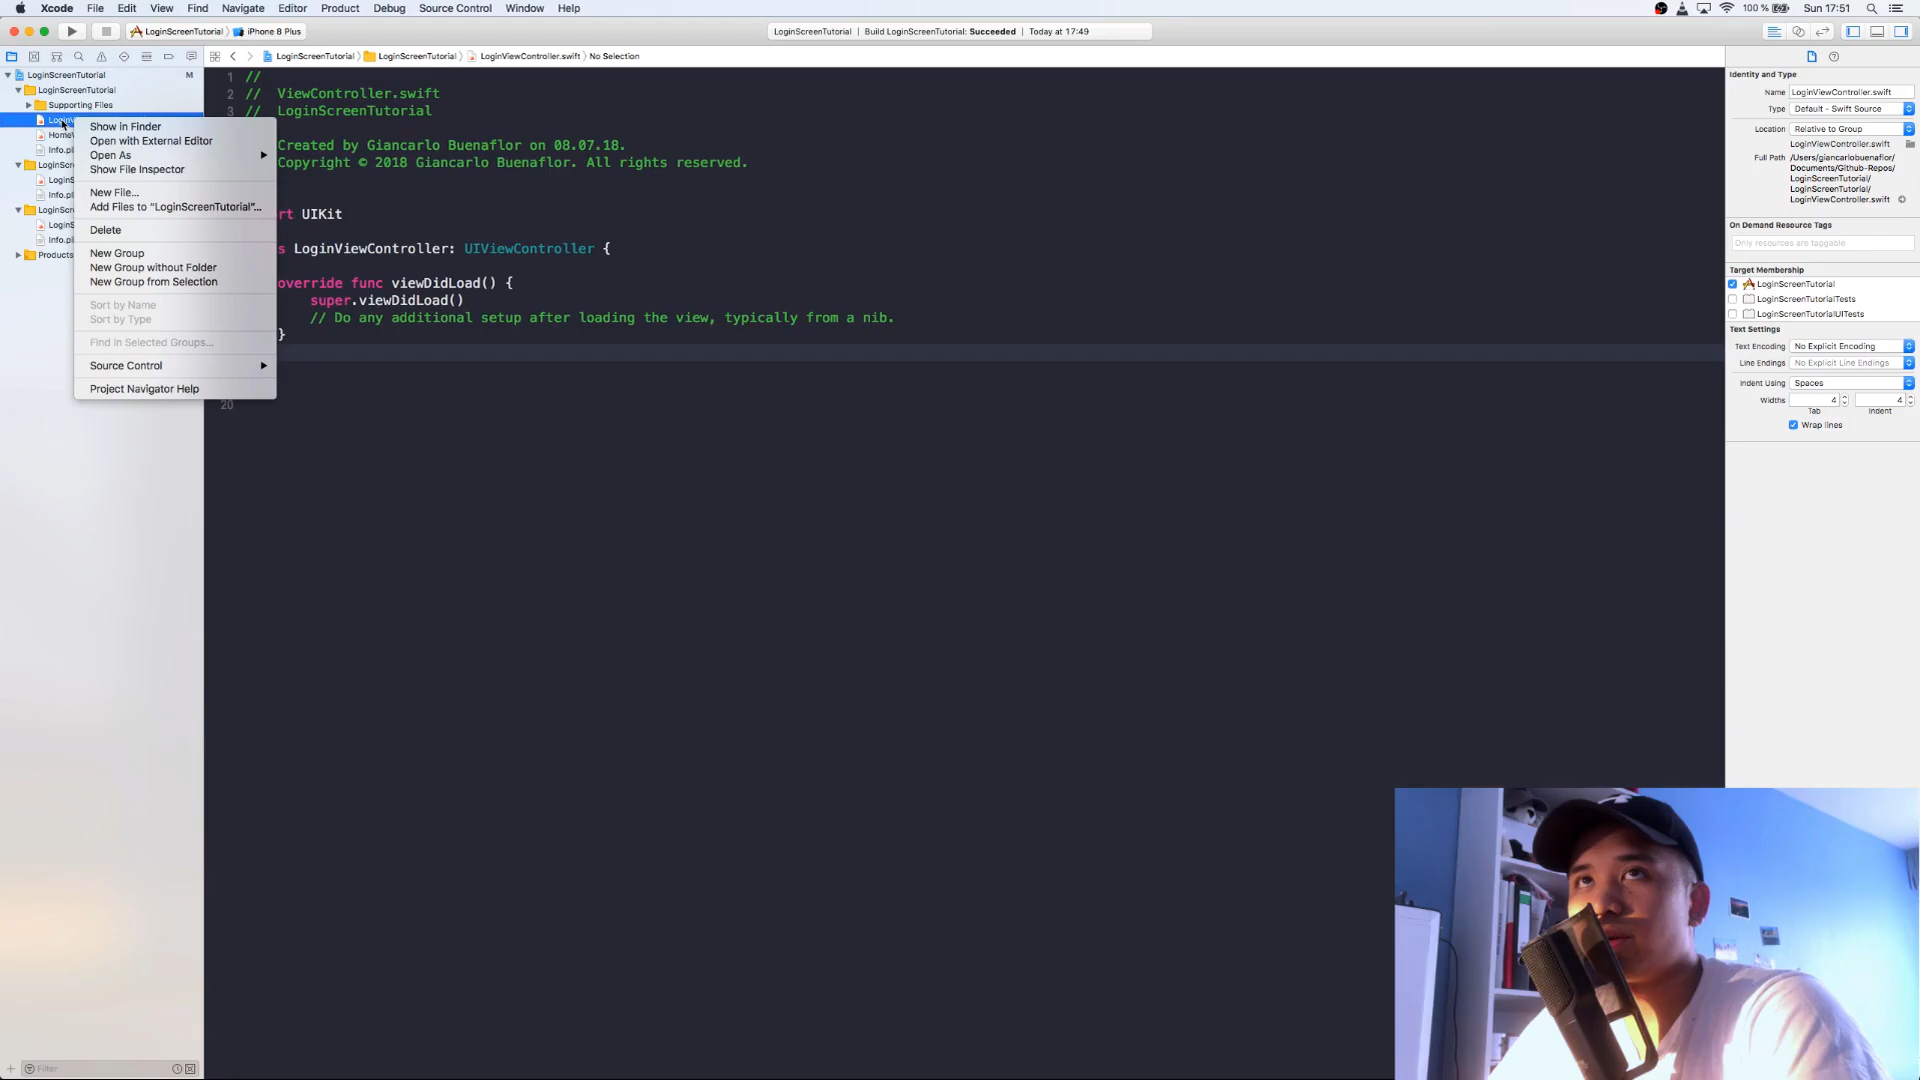 Xcode File Edit View Find Navigate Editor Product Debug Source Control Window Help 100 % Sun 17:51
LoginScreenTutorial iPhone 8 Plus LoginScreenTutorial | Build LoginScreenTutorial: Succeeded | Today at 17:49
LoginScreenTutorial LoginScreenTutorial LoginViewController.swift No Selection
LoginScreenTutorial M
LoginScreenTutorial
Supporting Files
Products
Filter
Show in Finder
Open with External Editor
Open As
Show File Inspector
New File...
Add Files to “LoginScreenTutorial”...
Delete
New Group
New Group without Folder
New Group from Selection
Sort by Name
Sort by Type
Find in Selected Groups...
Source Control
Project Navigator Help
1 //
2 // ViewController.swift
3 // LoginScreenTutorial
Created by Giancarlo Buenaflor on 08.07.18.
Copyright © 2018 Giancarlo Buenaflor. All rights reserved.
rt UIKit
s LoginViewController: UIViewController {
override func viewDidLoad() {
super.viewDidLoad()
// Do any additional setup after loading the view, typically from a nib.
}
20
Identity and Type
Name LoginViewController.swift
Type Default - Swift Source
Location Relative to Group
LoginViewController.swift
Full Path /Users/giancarlobuenaflor/
Documents/Github-Repos/
LoginScreenTutorial/
LoginScreenTutorial/
LoginViewController.swift
On Demand Resource Tags
Only resources are taggable
Target Membership
LoginScreenTutorial
LoginScreenTutorialTests
LoginScreenTutorialUITests
Text Settings
Text Encoding No Explicit Encoding
Line Endings No Explicit Line Endings
Indent Using Spaces
Widths 4 4
Tab Indent
Wrap lines